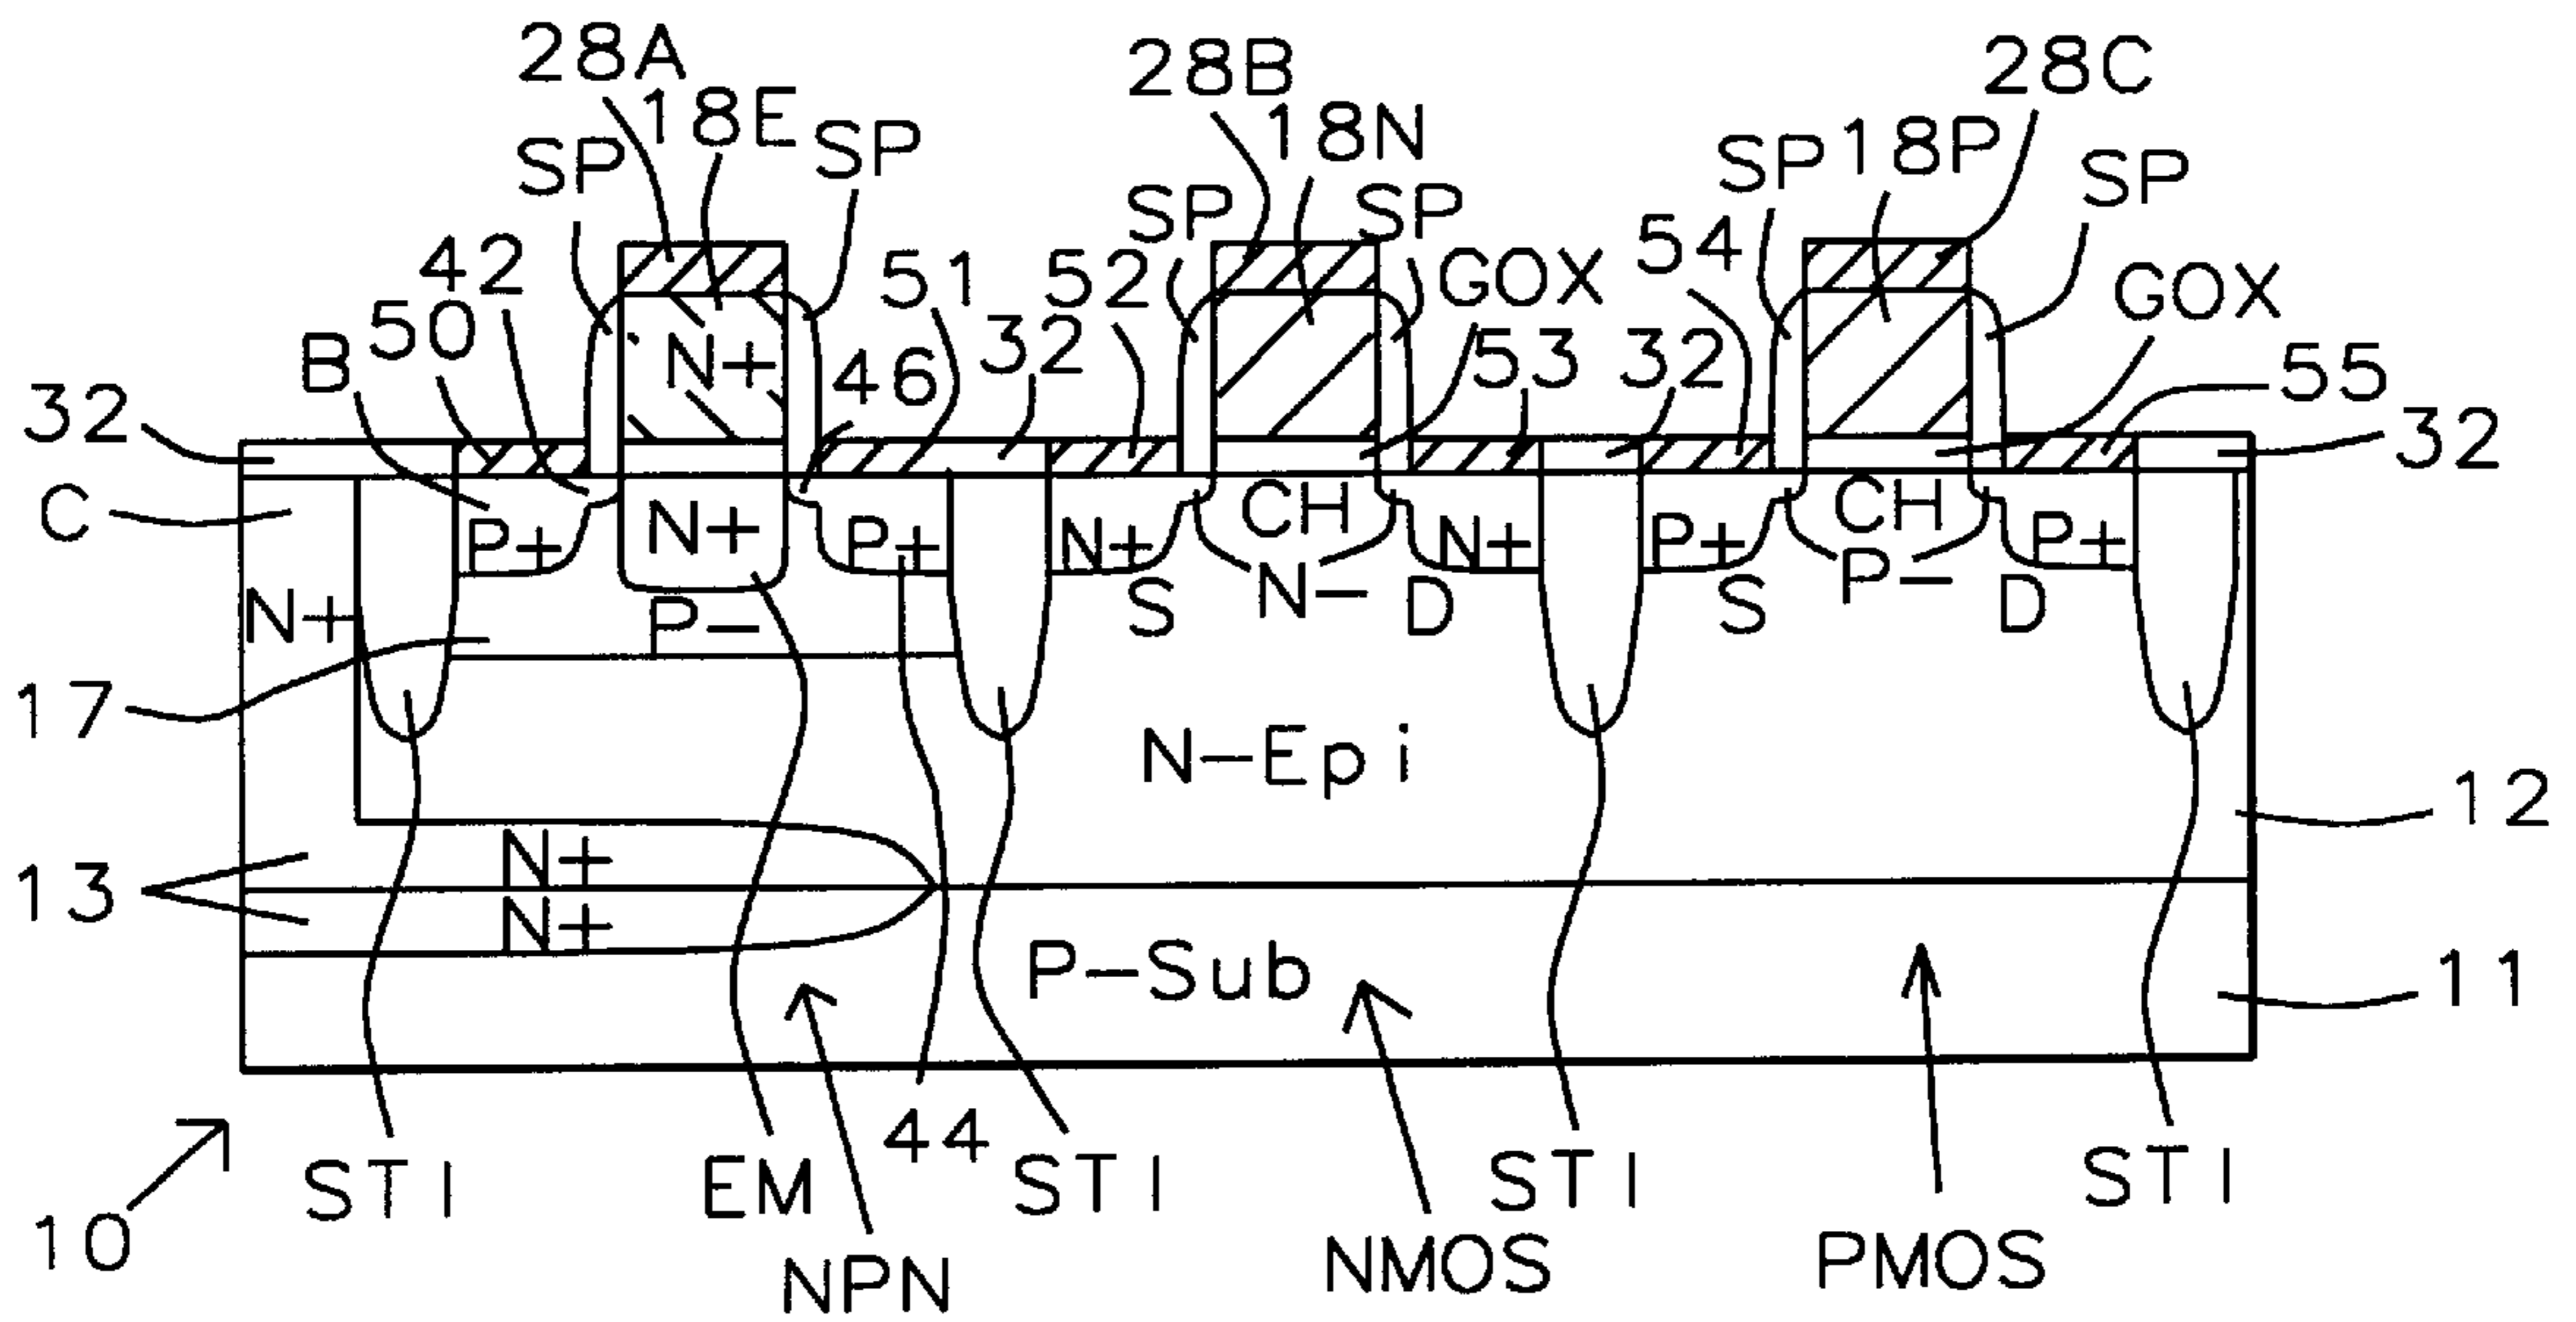 28A 28B 28C
18E 18N 18P
SP SP SP SP SP SP
42 51 52 GOX 54 GOX
50 32 53 32 55
B 46
32 N+ 32
C P+ N+ P+ N+ CH N+ P+ CH P+
N+ P- S N- D S P- D
17
N-Epi
12
13 N+
N+
P-Sub 11
44
10 STI EM STI STI STI
NPN NMOS PMOS